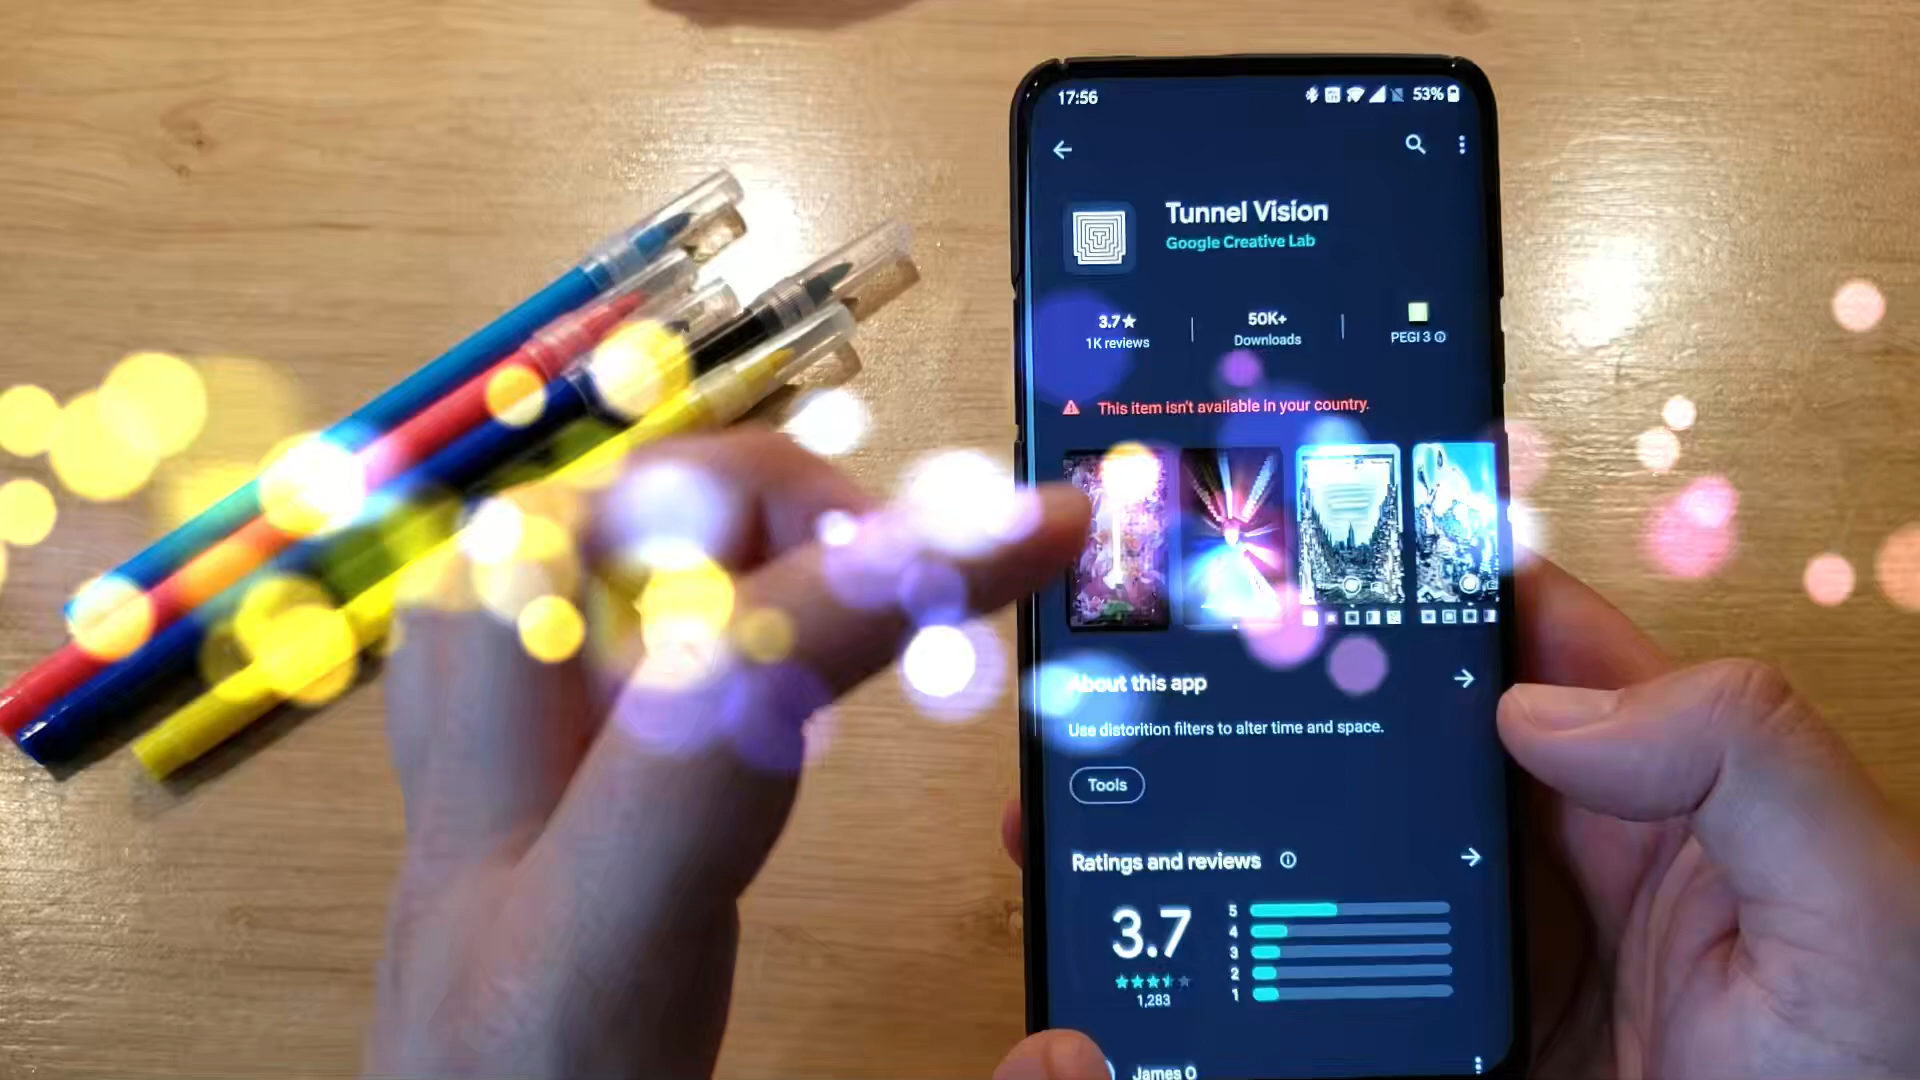 17:56
53%
Tunnel Vision
Google Creative Lab
3.7★
1K reviews
50K+
Downloads
PEGI 3
This item isn't available in your country.
About this app
Use distorition filters to alter time and space.
Tools
Ratings and reviews
3.7
1,283
5
4
3
2
1
James O